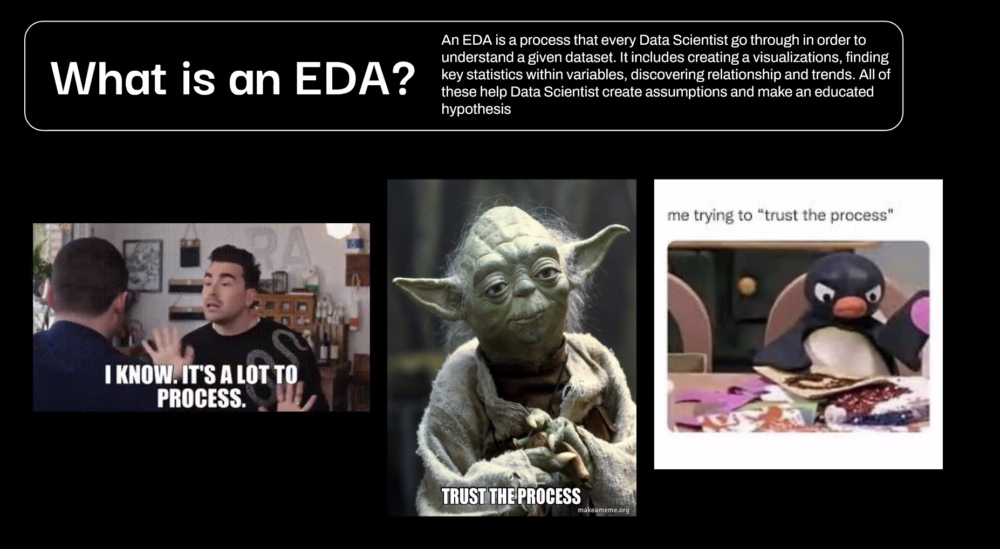 What is an EDA?
An EDA is a process that every Data Scientist go through in order to
understand a given dataset. It includes creating a visualizations, finding
key statistics within variables, discovering relationship and trends. All of
these help Data Scientist create assumptions and make an educated
hypothesis
RA
I KNOW. IT'S A LOT TO
PROCESS.
TRUST THE PROCESS
makeameme.org
me trying to “trust the process"